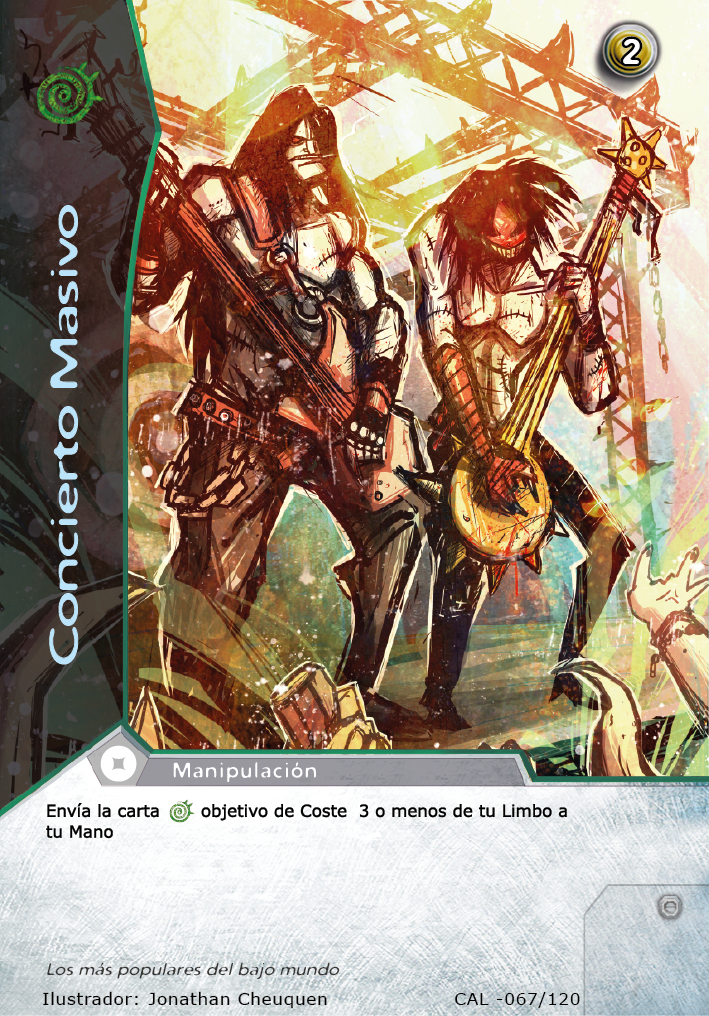 2
Concierto Masivo
Manipulación
Envía la carta objetivo de Coste 3 o menos de tu Limbo a
tu Mano
Los más populares del bajo mundo
Ilustrador: Jonathan Cheuquen CAL -067/120